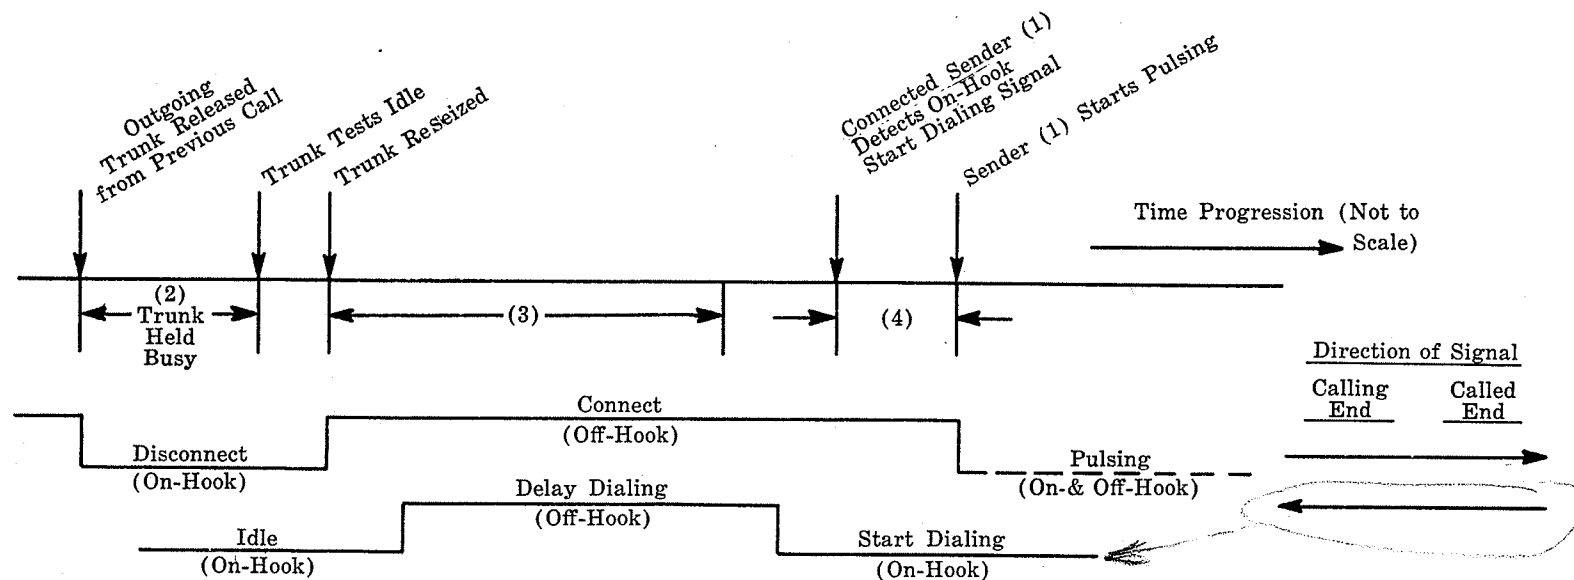 Outgoing
Trunk Released
from Previous Call
Trunk Tests Idle
Trunk ReSeized
Connected Sender (1)
Detects On-Hook
Start Dialing Signal
Sender (1) Starts Pulsing
Time Progression (Not to
Scale)
(2)
Trunk
Held
Busy
(3)
(4)
Direction of Signal
Calling
End
Called
End
Connect
(Off-Hook)
Disconnect
(On-Hook)
Pulsing
(On-& Off-Hook)
Delay Dialing
(Off-Hook)
Idle
(On-Hook)
Start Dialing
(On-Hook)